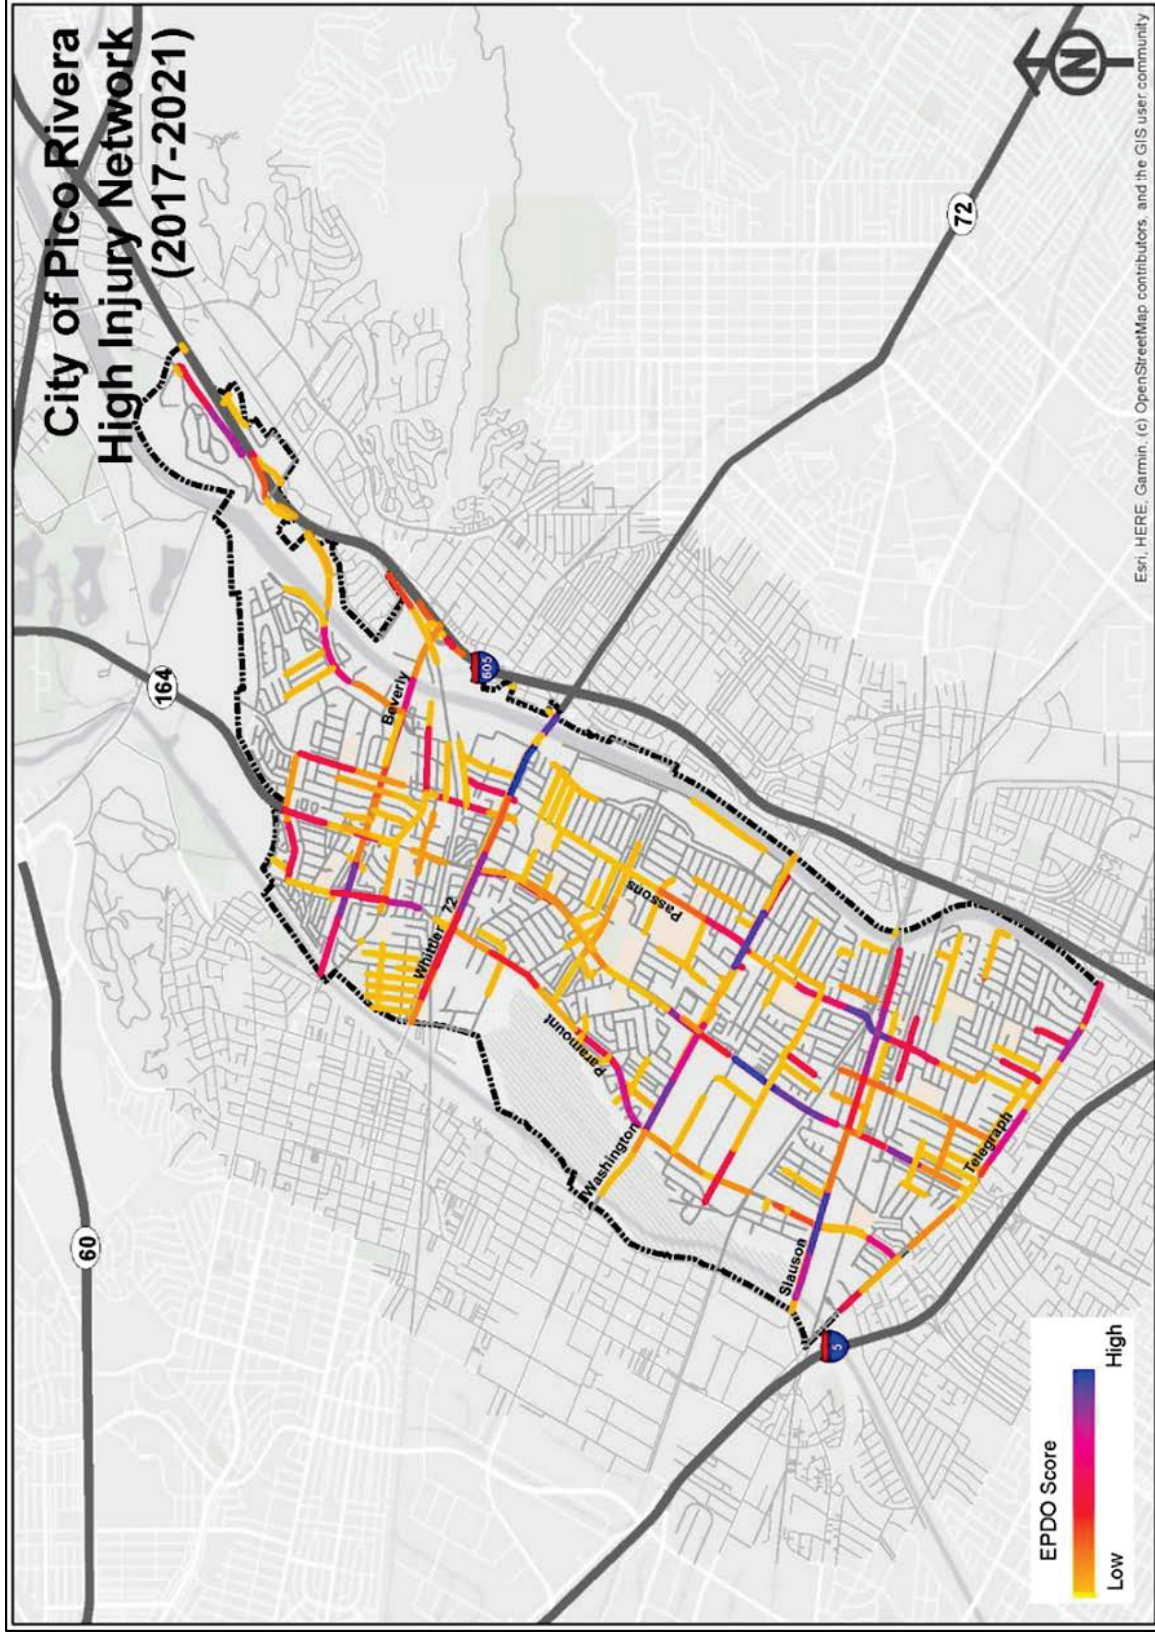 City of Pico Rivera
High Injury Network
(2017-2021)
60
164
72
605
5
Beverly
Whittier 72
Passons
Paramount
Washington
Slauson
Telegraph
N
EPDO Score
Low
High
Esri, HERE, Garmin, (c) OpenStreetMap contributors, and the GIS user community